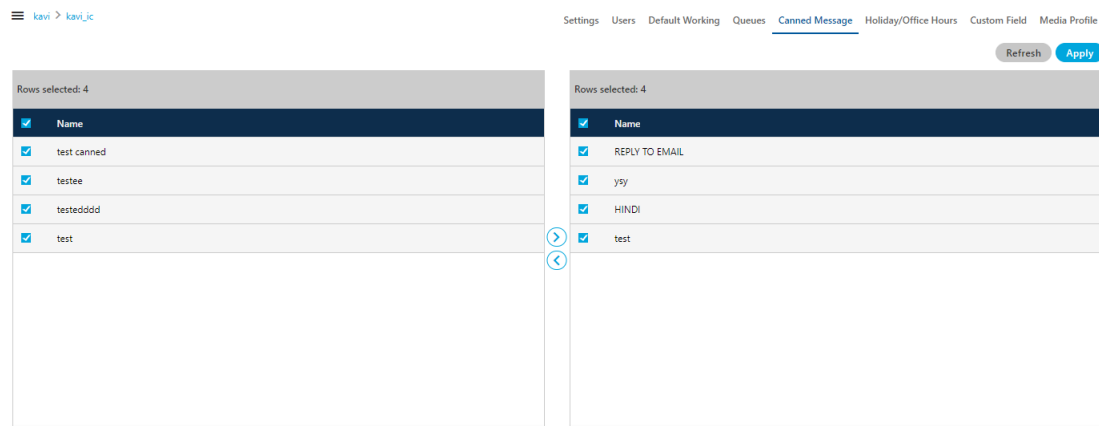 kavi > kavi_ic
Settings Users Default Working Queues Canned Message Holiday/Office Hours Custom Field Media Profile
Refresh Apply
Rows selected: 4
Name
test canned
testee
testedddd
test
Rows selected: 4
Name
REPLY TO EMAIL
ysy
HINDI
test